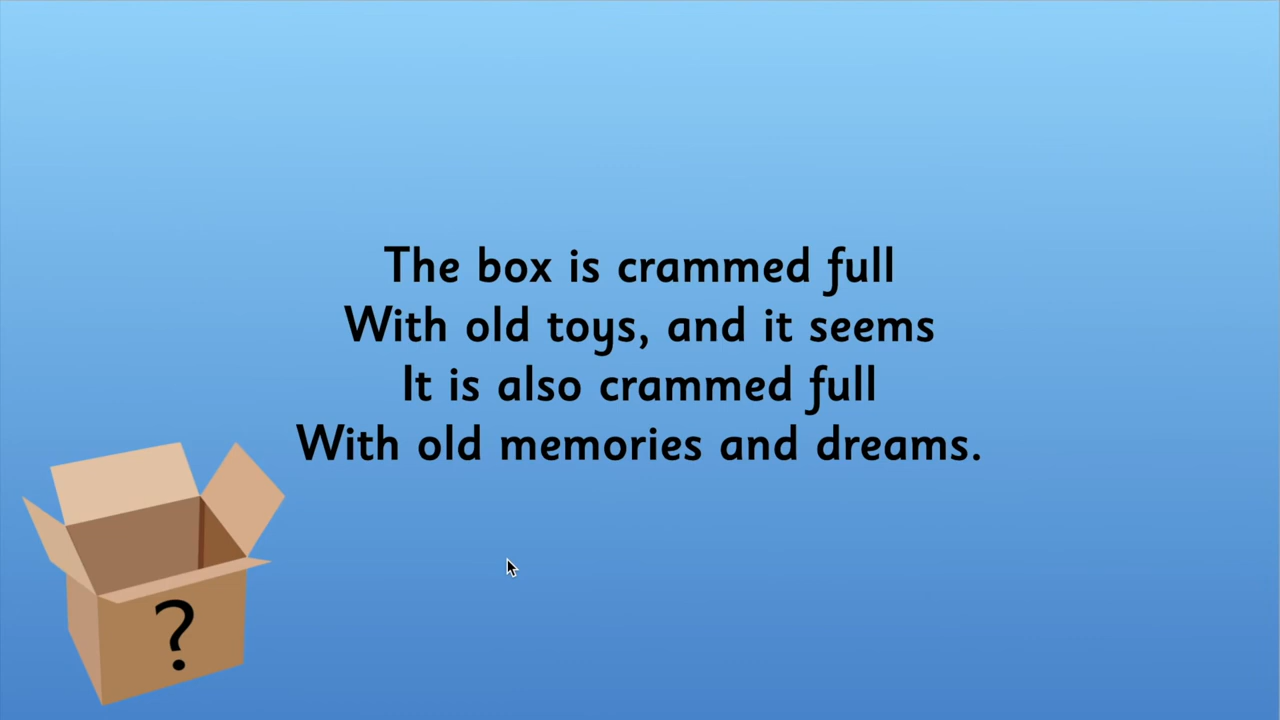 The box is crammed full
With old toys, and it seems
It is also crammed full
With old memories and dreams.
?